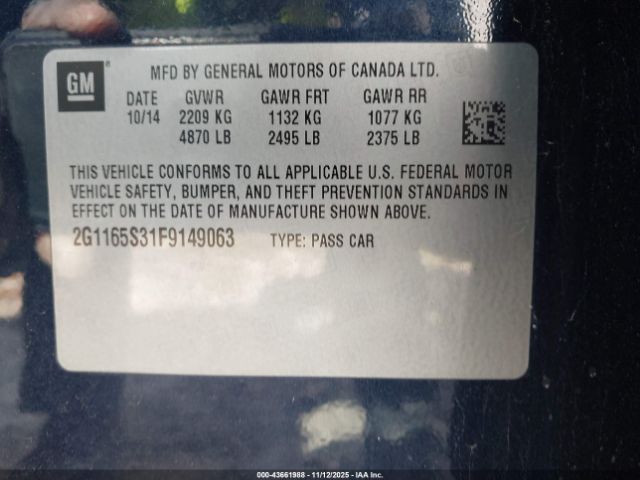 GM ®
MFD BY GENERAL MOTORS OF CANADA LTD.
DATE GVWR GAWR FRT GAWR RR
10/14 2209 KG 1132 KG 1077 KG
4870 LB 2495 LB 2375 LB
THIS VEHICLE CONFORMS TO ALL APPLICABLE U.S. FEDERAL MOTOR
VEHICLE SAFETY, BUMPER, AND THEFT PREVENTION STANDARDS IN
EFFECT ON THE DATE OF MANUFACTURE SHOWN ABOVE.
2G1165S31F9149063 TYPE: PASS CAR
000-43661988 - 11/12/2025 - IAA Inc.